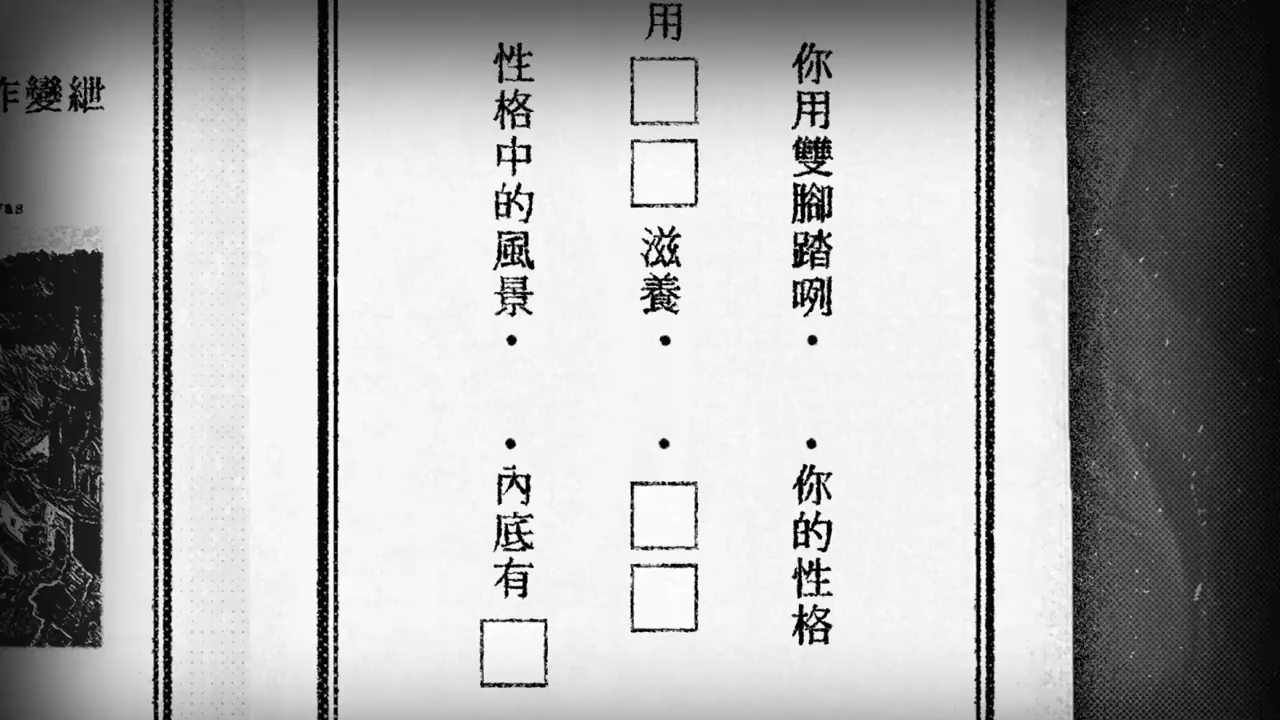 你用雙腳踏咧・
・你的性格
用□□滋養・
・□□
性格中的風景・
・內底有□
變紲
vas